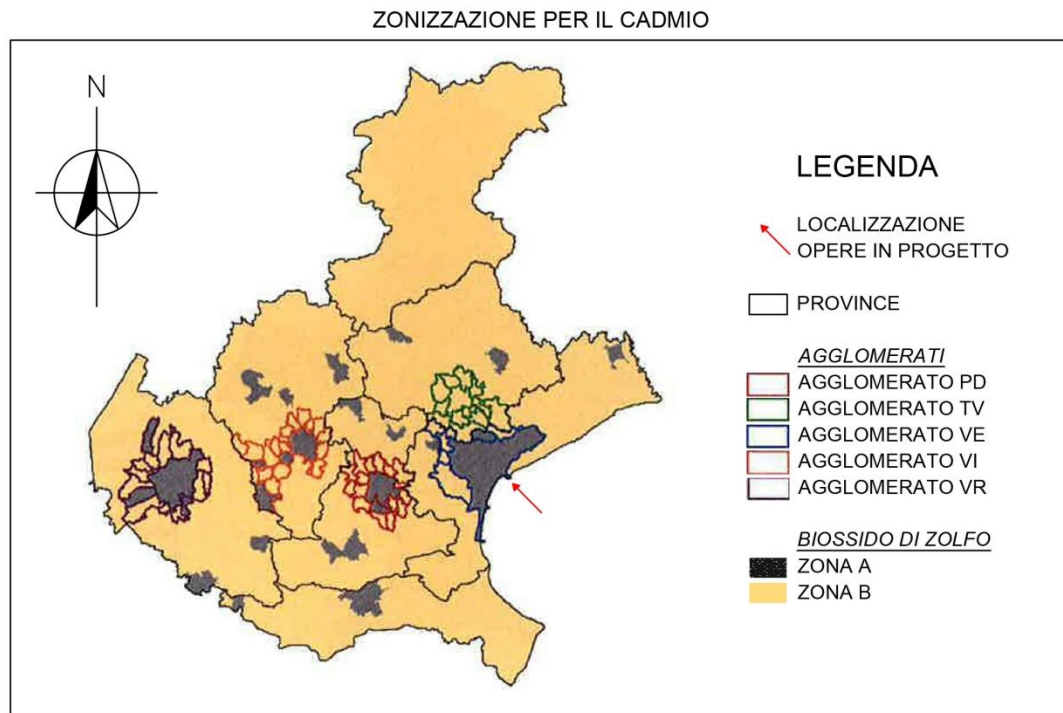 ZONIZZAZIONE PER IL CADMIO
N
LEGENDA
LOCALIZZAZIONE
OPERE IN PROGETTO
PROVINCE
AGGLOMERATI
AGGLOMERATO PD
AGGLOMERATO TV
AGGLOMERATO VE
AGGLOMERATO VI
AGGLOMERATO VR
BIOSSIDO DI ZOLFO
ZONA A
ZONA B